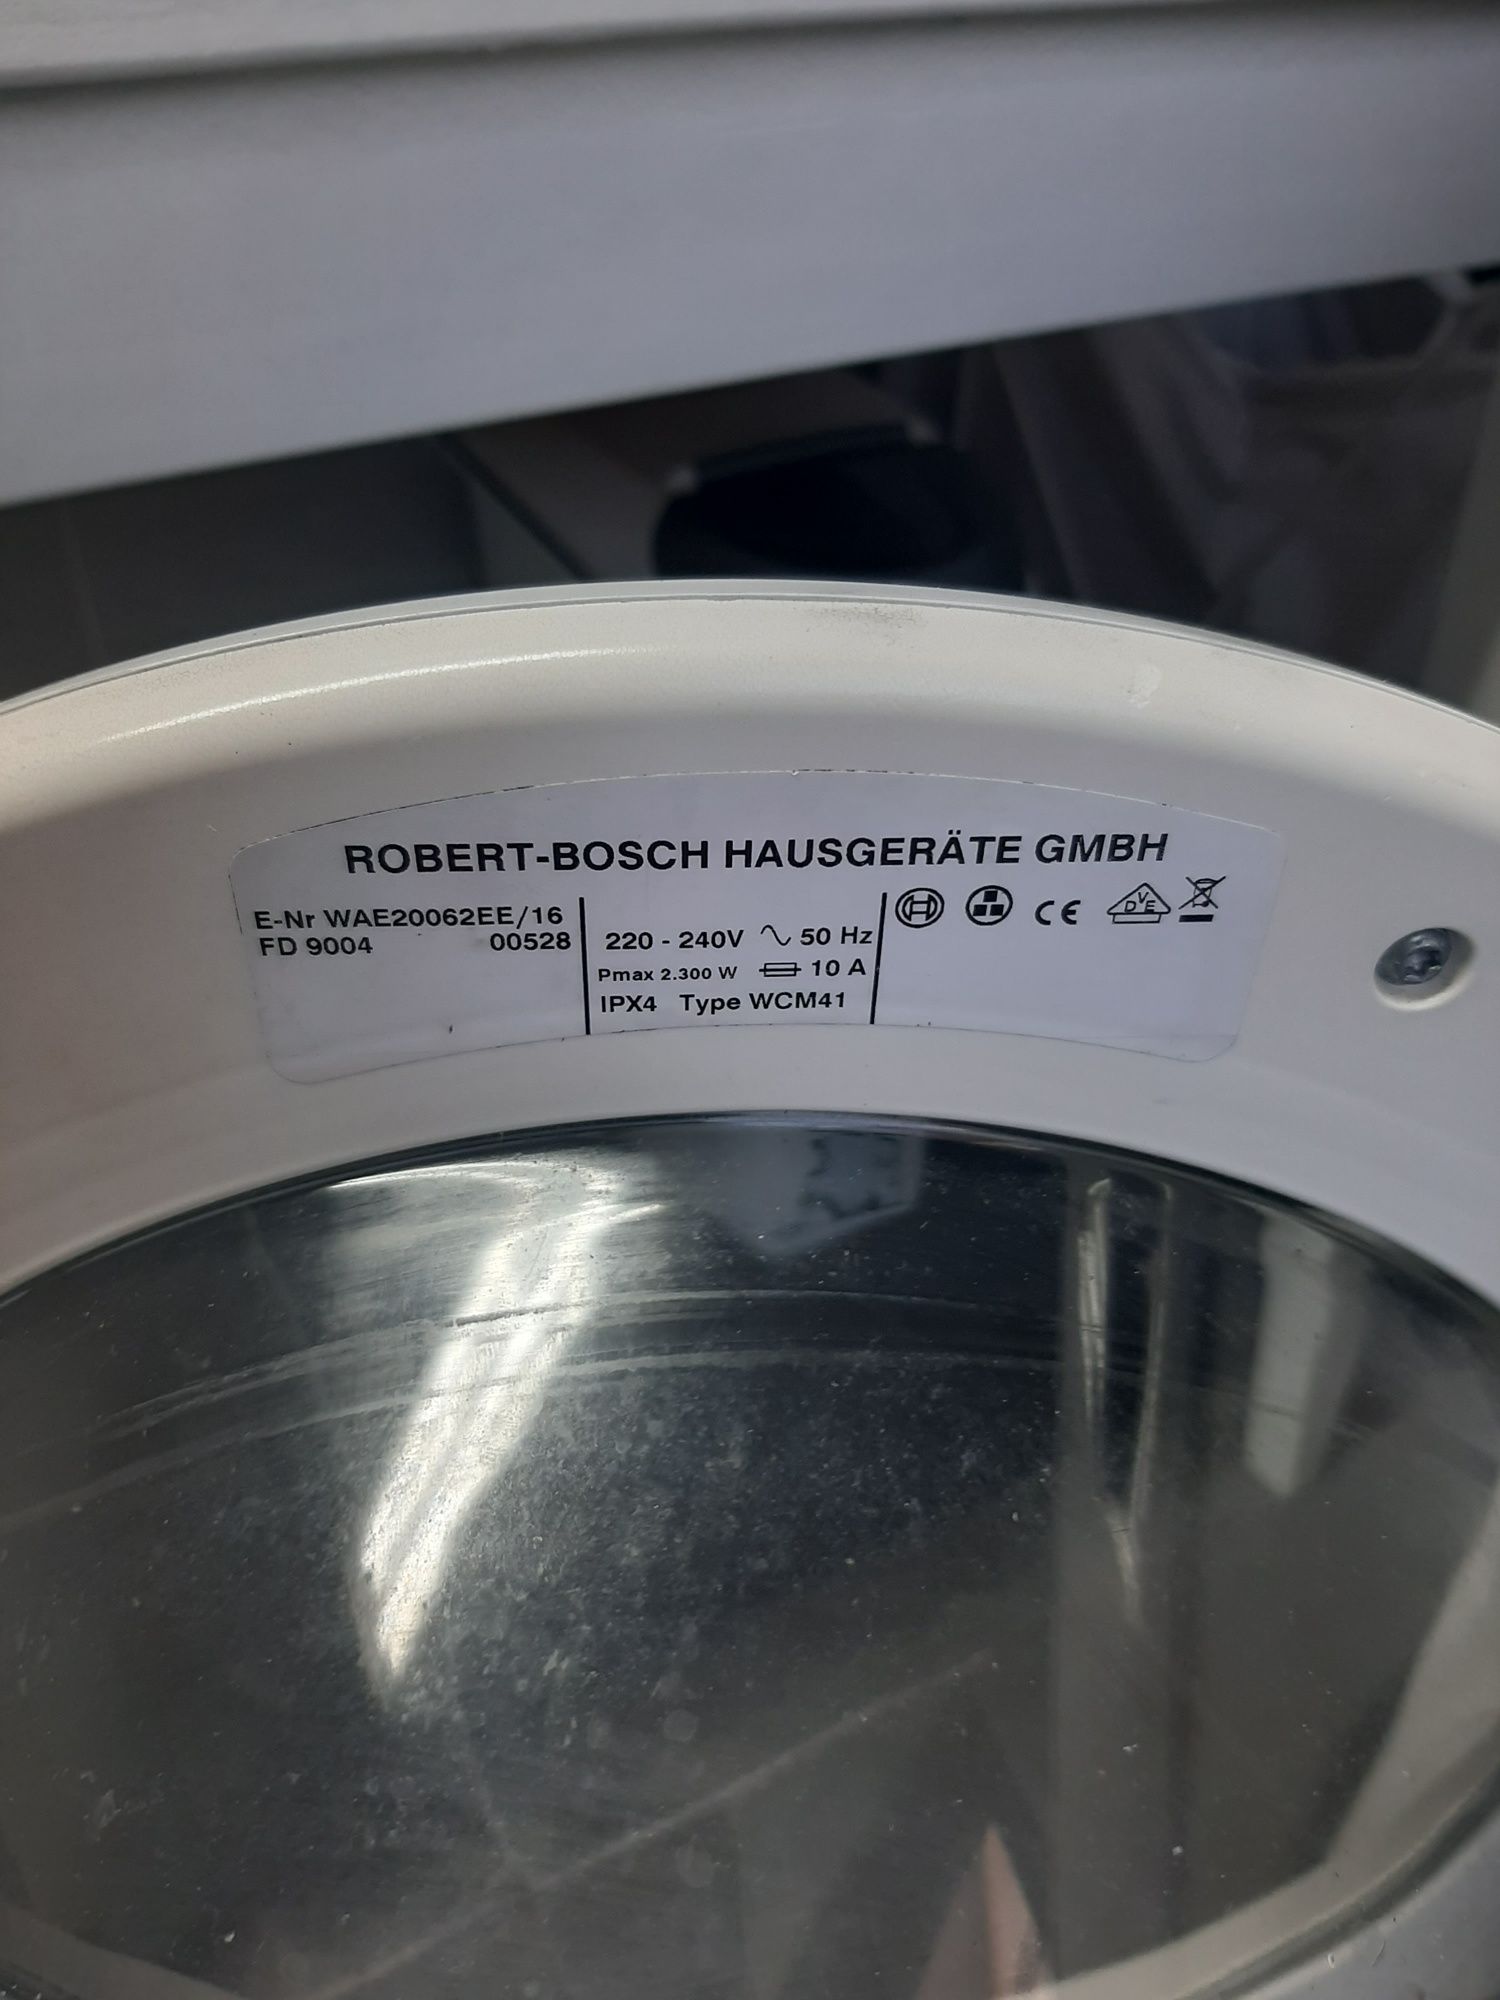 ROBERT-BOSCH HAUSGERÄTE GMBH
E-Nr WAE20062EE/16
FD 9004 00528
220 - 240V 50 Hz
Pmax 2.300 W 10 A
IPX4 Type WCM41
CE
DVE